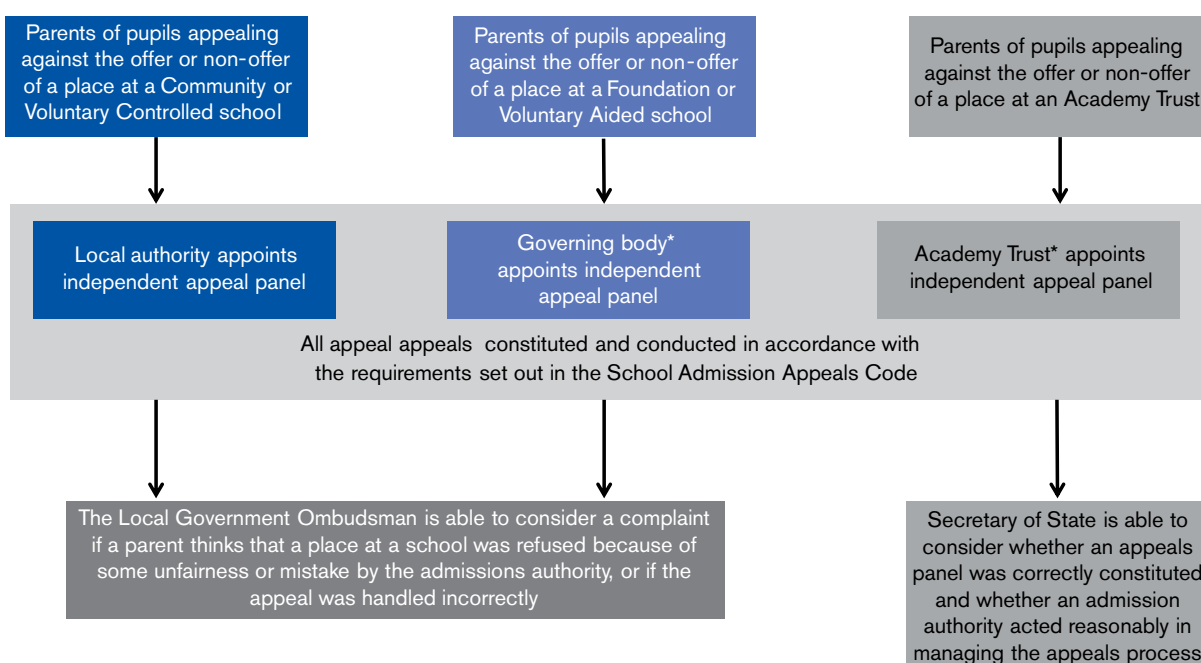 Parents of pupils appealing
against the offer or non-offer
of a place at a Community or
Voluntary Controlled school
Parents of pupils appealing
against the offer or non-offer
of a place at a Foundation or
Voluntary Aided school
Parents of pupils appealing
against the offer or non-offer
of a place at an Academy Trust
Local authority appoints
independent appeal panel
Governing body*
appoints independent
appeal panel
Academy Trust* appoints
independent appeal panel
All appeal appeals constituted and conducted in accordance with
the requirements set out in the School Admission Appeals Code
The Local Government Ombudsman is able to consider a complaint
if a parent thinks that a place at a school was refused because of
some unfairness or mistake by the admissions authority, or if the
appeal was handled incorrectly
Secretary of State is able to
consider whether an appeals
panel was correctly constituted
and whether an admission
authority acted reasonably in
managing the appeals process